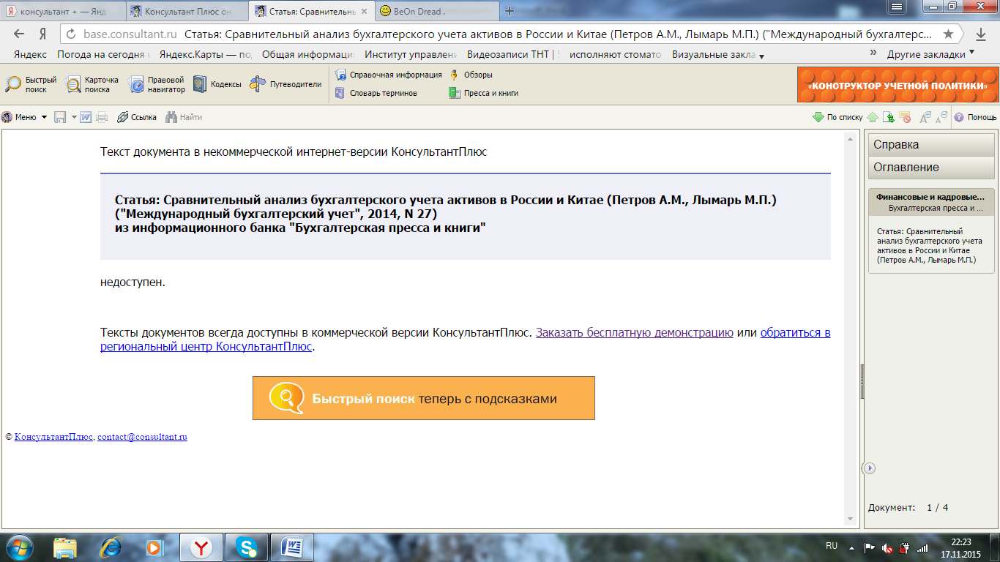 консультант + — Янд
Консультант Плюс он
Статья: Сравнительнь
BeOn Dread .
base.consultant.ru Статья: Сравнительный анализ бухгалтерского учета активов в России и Китае (Петров А.М., Лымарь М.П.) ("Международный бухгалтерс...
Яндекс Погода на сегодня Яндекс.Карты — по Общая информаци Институт управлен Видеозаписи ТНТ | исполняют стомато Визуальные закла » Другие закладки
Быстрый поиск
Карточка поиска
Правовой навигатор
Кодексы
Путеводители
Справочная информация
Обзоры
Словарь терминов
Пресса и книги
«КОНСТРУКТОР УЧЕТНОЙ ПОЛИТИКИ»
Меню Ссылка Найти По списку Помощь
Текст документа в некоммерческой интернет-версии КонсультантПлюс
Статья: Сравнительный анализ бухгалтерского учета активов в России и Китае (Петров А.М., Лымарь М.П.)
("Международный бухгалтерский учет", 2014, N 27)
из информационного банка "Бухгалтерская пресса и книги"
недоступен.
Тексты документов всегда доступны в коммерческой версии КонсультантПлюс. Заказать бесплатную демонстрацию или обратиться в
региональный центр КонсультантПлюс.
Быстрый поиск теперь с подсказками
© КонсультантПлюс, contact@consultant.ru
Справка
Оглавление
Финансовые и кадровые...
Бухгалтерская пресса и ...
Статья: Сравнительный
анализ бухгалтерского учета
активов в России и Китае
(Петров А.М., Лымарь М.П.)
Документ: 1 / 4
RU
22:23
17.11.2015